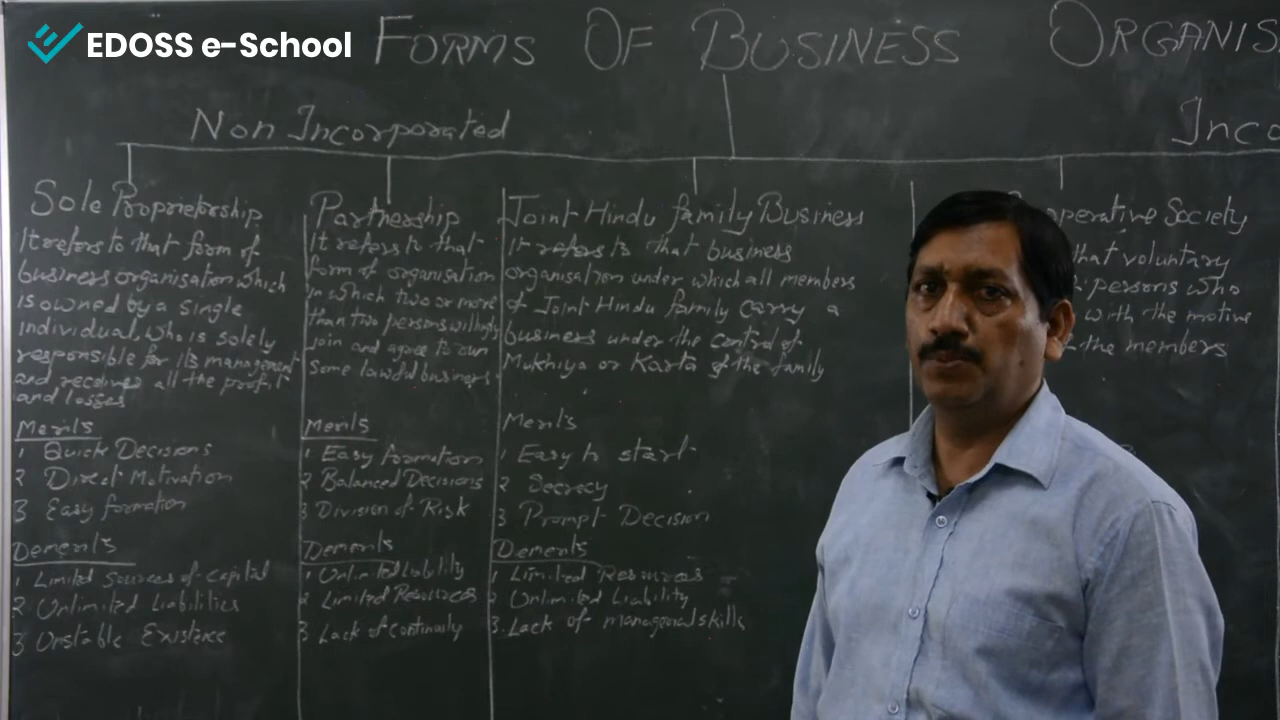 EDOSS e-School
FORMS OF BUSINESS ORGANIS
Non Incorporated
Inco
Sole Proprietorship
It refers to that form of
business organisation which
is owned by a single
individual, who is solely
responsible for its management
and receives all the profit
and losses
Merits
1 Quick Decisions
2 Direct Motivation
3 Easy formation
Demerits
1 Limited Sources of Capital
2 Unlimited Liabilities
3 Unstable Existence
Partnership
It refers to that
form of organisation
in which two or more
than two persons willingly
join and agree to run
some lawful business
Merits
1 Easy formation
2 Balanced Decisions
3 Division of Risk
Demerits
1 Unlimited Liability
2 Limited Resources
3 Lack of Continuity
Joint Hindu family Business
It refers to that business
organisation under which all members
of Joint Hindu family carry a
business under the control of
Mukhiya or Karta of the family
Merits
1 Easy to start
2 Secrecy
3 Prompt Decision
Demerits
1 Limited Resources
2 Unlimited Liability
3. Lack of managerial skills
perative Society
that voluntary
persons who
with the motive
the members